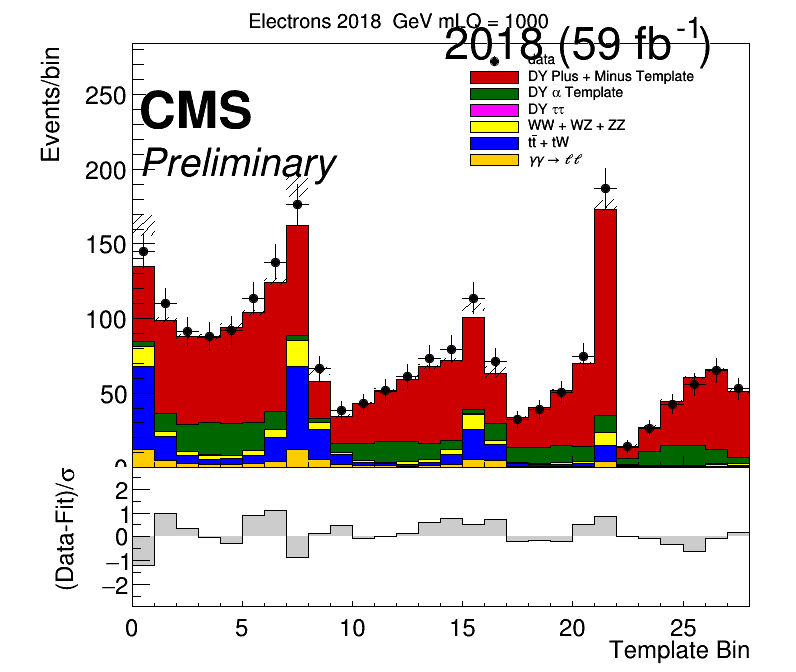 Electrons 2018 GeV mLQ = 1000
2018 (59 fb⁻¹)
data
DY Plus + Minus Template
DY α Template
DY ττ
WW + WZ + ZZ
tt̄ + tW
γγ → ℓℓ
CMS
Preliminary
Events/bin
250
200
150
100
50
0
(Data-Fit)/σ
2
1
0
−1
−2
0 5 10 15 20 25
Template Bin